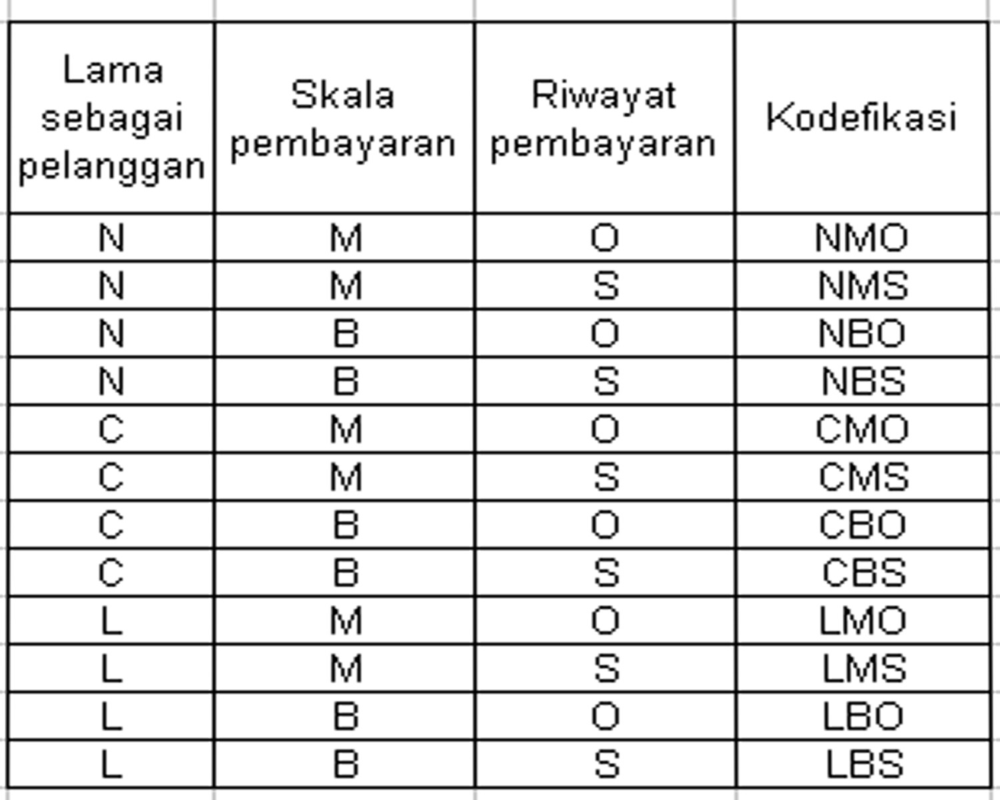 Lama sebagai pelanggan	Skala pembayaran	Riwayat pembayaran	Kodefikasi
N	M	O	NMO
N	M	S	NMS
N	B	O	NBO
N	B	S	NBS
C	M	O	CMO
C	M	S	CMS
C	B	O	CBO
C	B	S	CBS
L	M	O	LMO
L	M	S	LMS
L	B	O	LBO
L	B	S	LBS